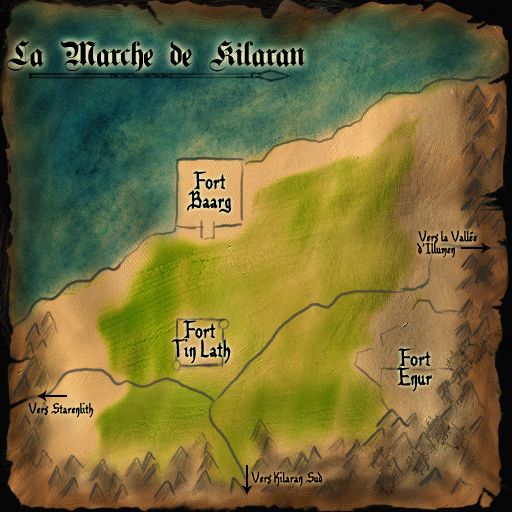 La Marche de Kilaran
Fort
Baarg
Vers la Vallée
d'Illumen
Fort
Tin Lath
Fort
Enur
Vers Starenlith
Vers Kilaran Sud